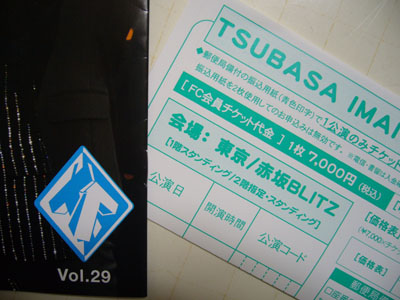 TSUBASA IMAI
◆郵便局備付の振込用紙(青色印字)で1公演のみチケット
振込用紙を2枚使用してのお申込みは無効です。
【FC会員チケット代金】1枚 7,000円(税込)
会場:東京/赤坂BLITZ
【1階スタンディング/2階指定・スタンディング】
公演日
開演時間
公演コード
【価格表】
【価格
郵便局
Vol.29